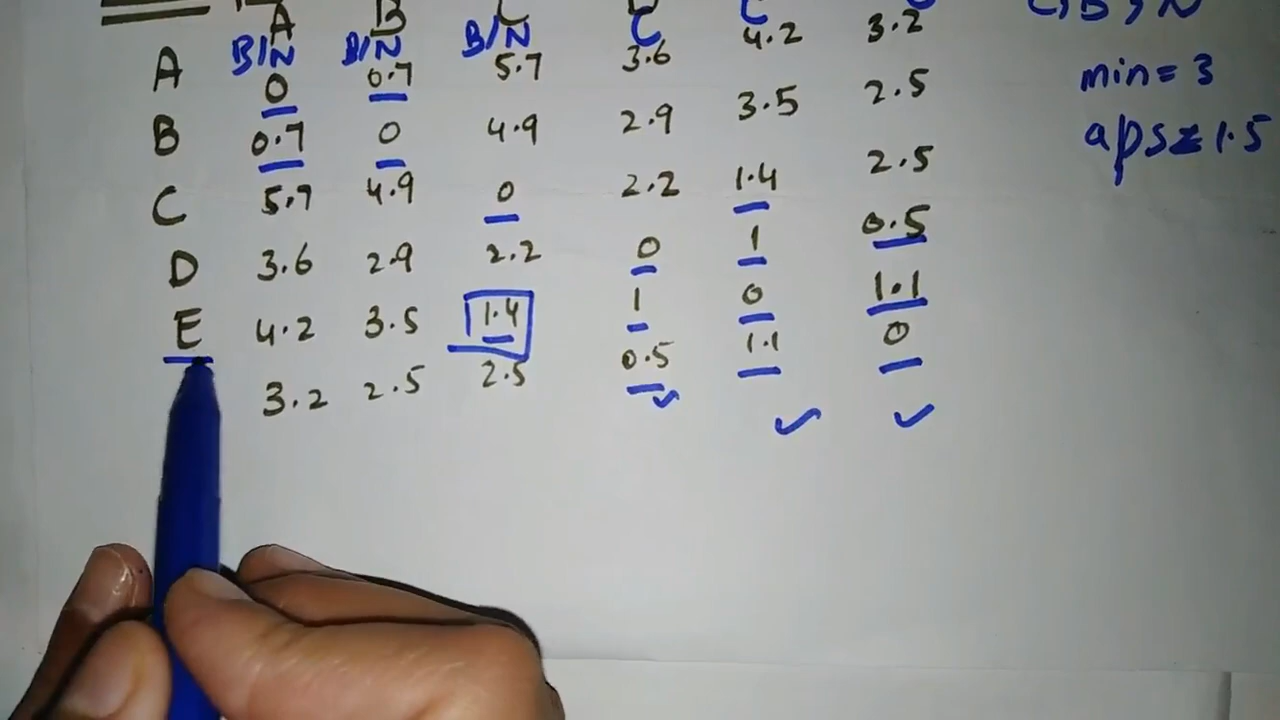 A B C D
B/N B/N B/N C C C, B, N
A 0 0.7 5.7 3.6 4.2 3.2 min = 3
B 0.7 0 4.9 2.9 3.5 2.5 eps = 1.5
C 5.7 4.9 0 2.2 1.4 2.5
D 3.6 2.9 2.2 0 1 0.5
E 4.2 3.5 1.4 1 0 1.1
3.2 2.5 2.5 0.5 1.1 0